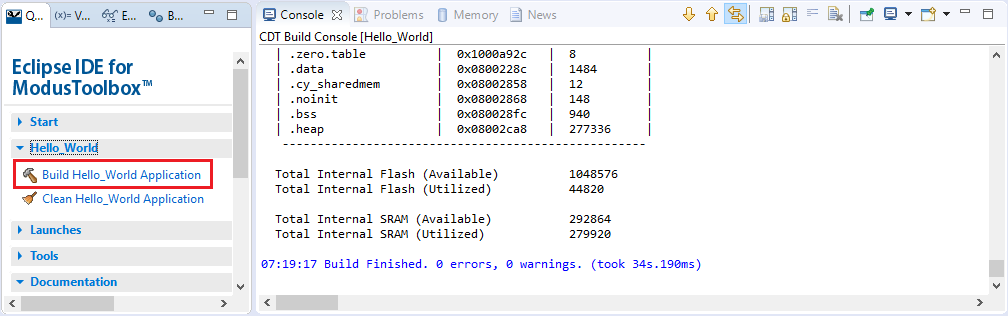 Q... (x)= V... E... B...
Eclipse IDE for
ModusToolbox™
Start
Hello_World
Build Hello_World Application
Clean Hello_World Application
Launches
Tools
Documentation
Console Problems Memory News
CDT Build Console [Hello_World]
| .zero.table | 0x1000a92c | 8 |
| .data | 0x0800228c | 1484 |
| .cy_sharedmem | 0x08002858 | 12 |
| .noinit | 0x08002868 | 148 |
| .bss | 0x080028fc | 940 |
| .heap | 0x08002ca8 | 277336 |
-------------------------------------------------
Total Internal Flash (Available) 1048576
Total Internal Flash (Utilized) 44820
Total Internal SRAM (Available) 292864
Total Internal SRAM (Utilized) 279920
07:19:17 Build Finished. 0 errors, 0 warnings. (took 34s.190ms)